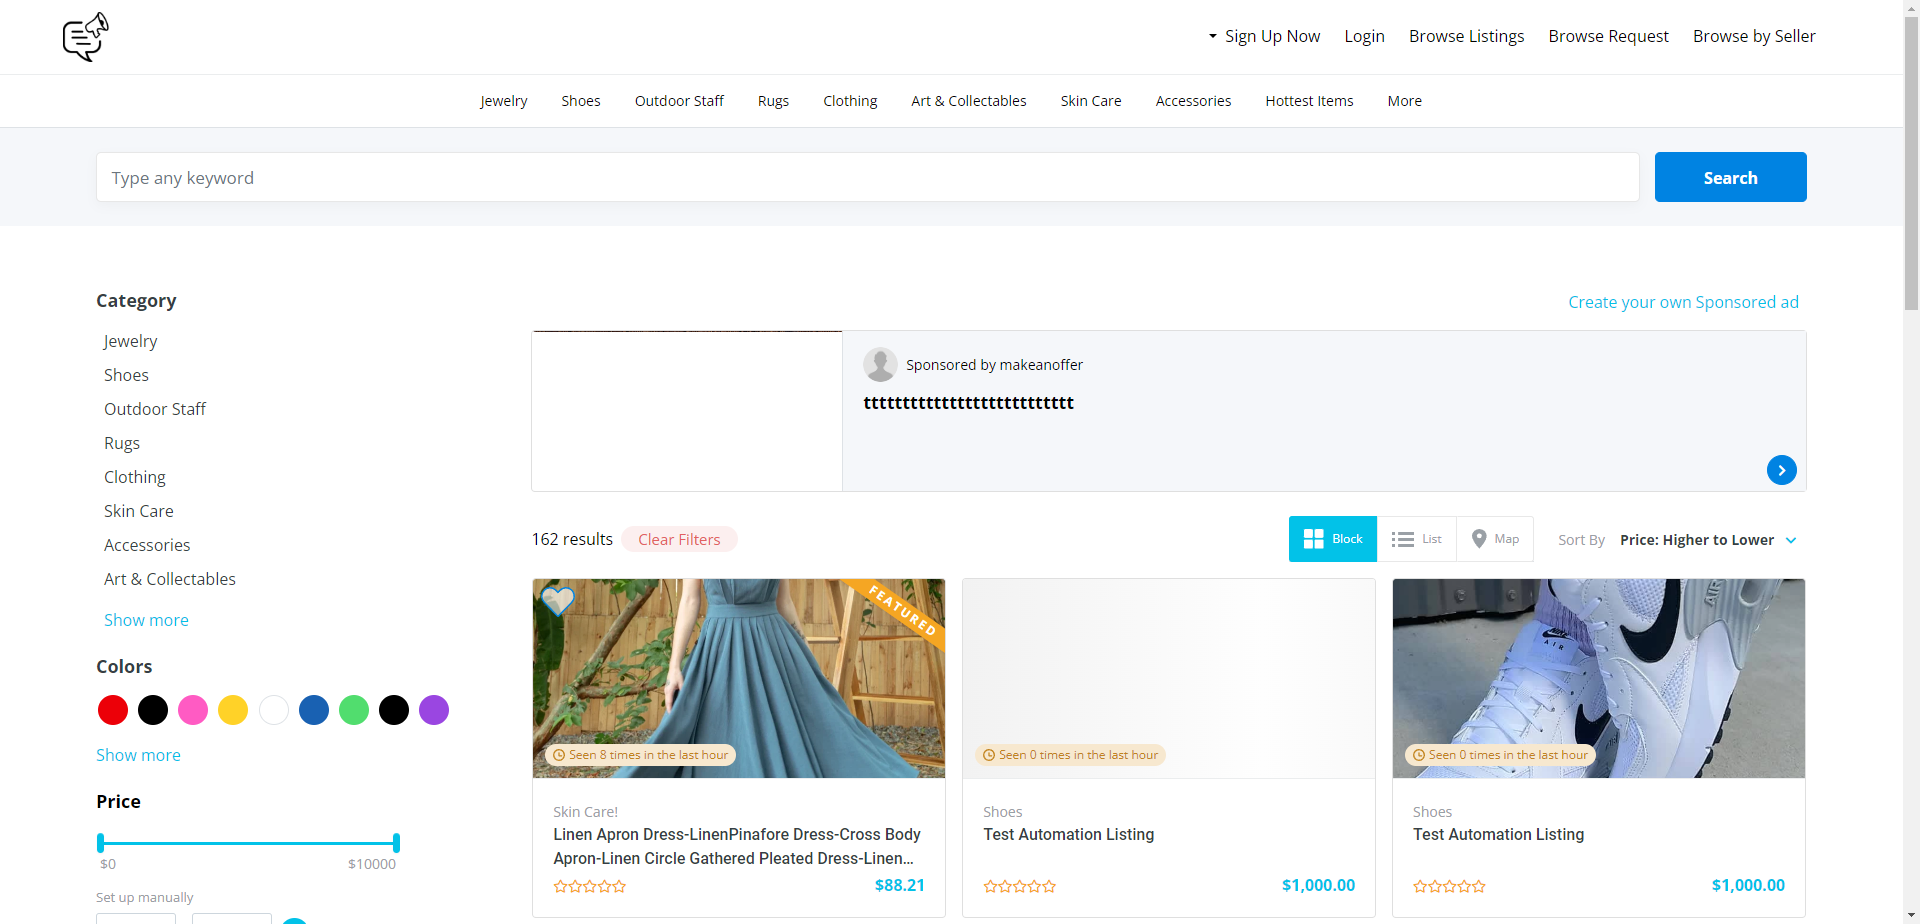 Sign Up Now Login Browse Listings Browse Request Browse by Seller
Jewelry Shoes Outdoor Staff Rugs Clothing Art & Collectables Skin Care Accessories Hottest Items More
Type any keyword
Search
Category
Jewelry
Shoes
Outdoor Staff
Rugs
Clothing
Skin Care
Accessories
Art & Collectables
Show more
Colors
Show more
Price
$0 $10000
Set up manually
Create your own Sponsored ad
Sponsored by makeanoffer
ttttttttttttttttttttttttttt
162 results Clear Filters
Block List Map Sort By Price: Higher to Lower
FEATURED
Seen 8 times in the last hour
Skin Care!
Linen Apron Dress-LinenPinafore Dress-Cross Body
Apron-Linen Circle Gathered Pleated Dress-Linen...
$88.21
Seen 0 times in the last hour
Shoes
Test Automation Listing
$1,000.00
NIKE
AIR
AIR
Seen 0 times in the last hour
Shoes
Test Automation Listing
$1,000.00